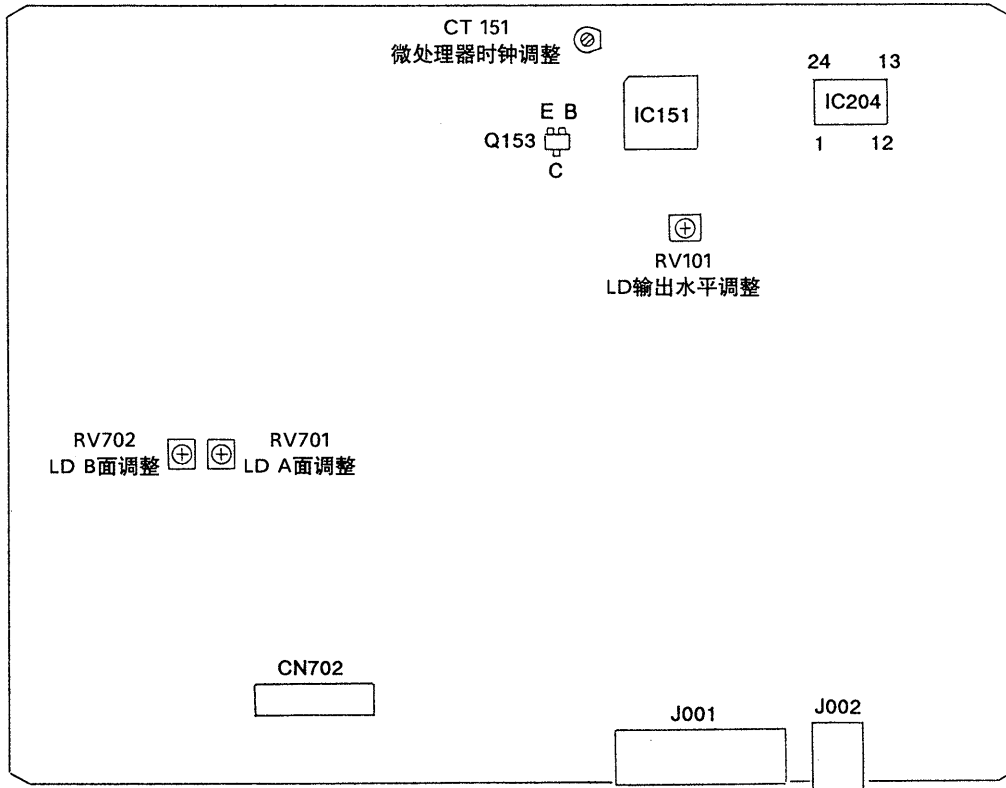 CT 151
微处理器时钟调整
24 13
IC204
1 12
IC151
E B
Q153
C
RV101
LD输出水平调整
RV702
LD B面调整
RV701
LD A面调整
CN702
J001
J002